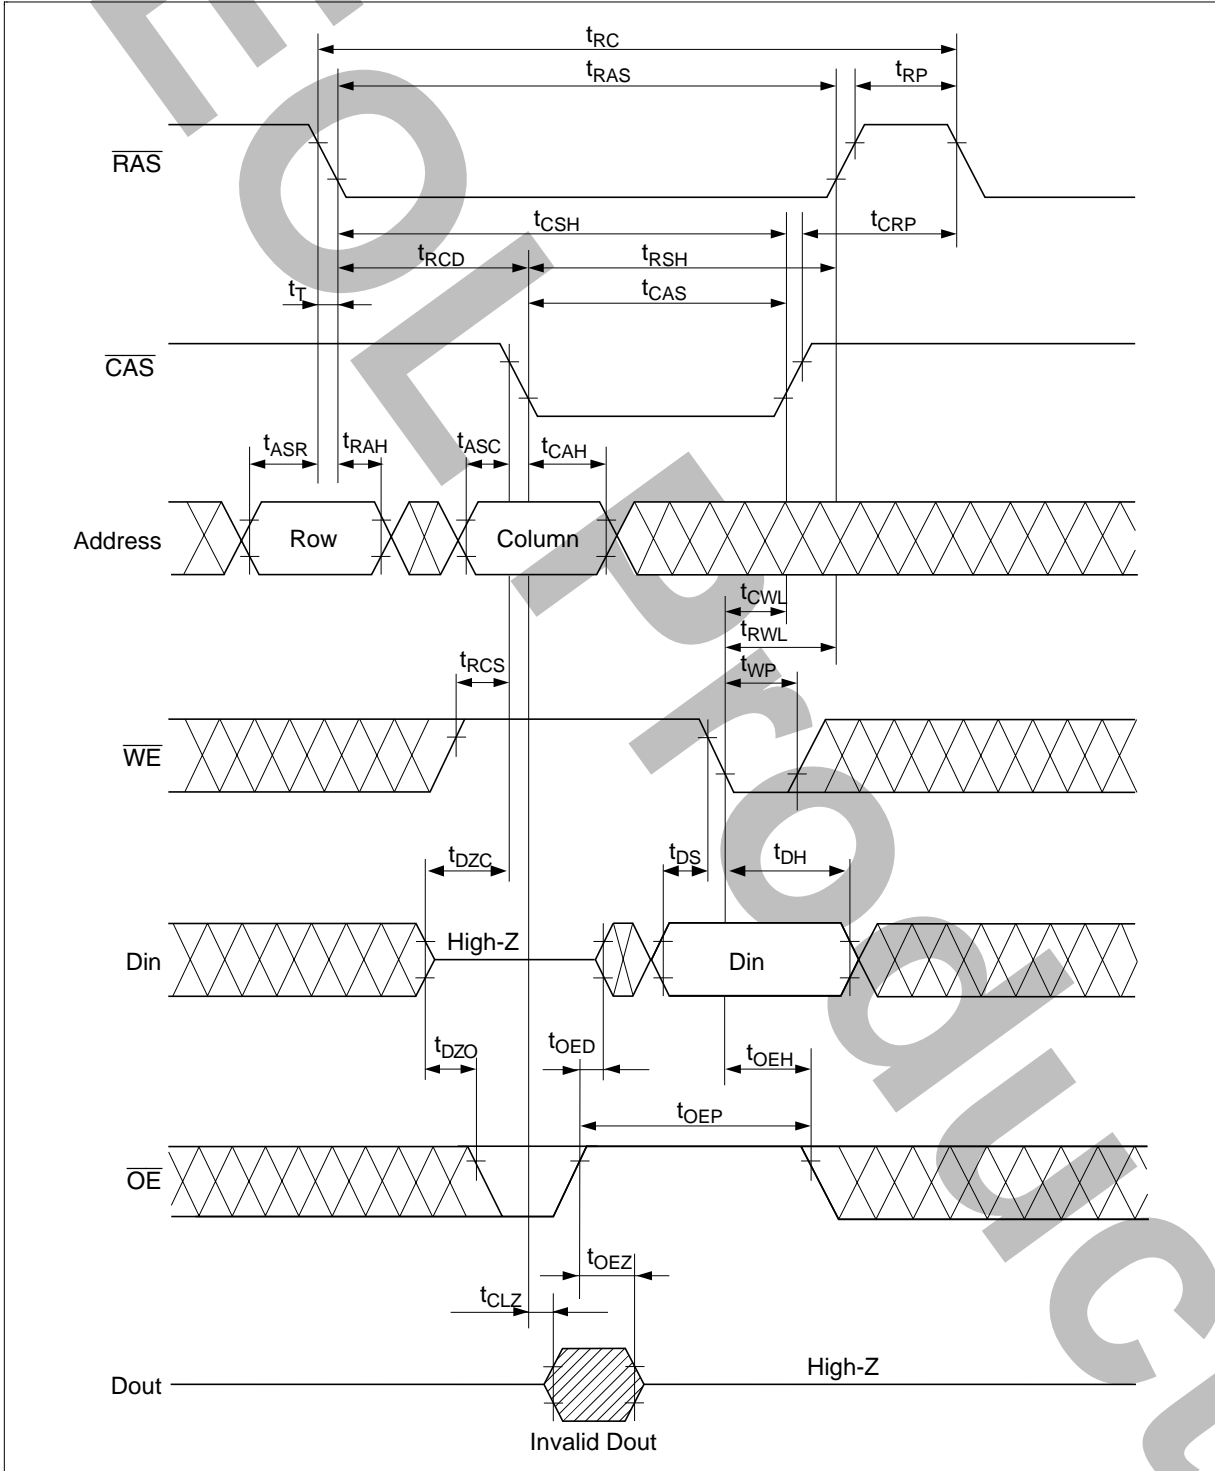 EOL Product
tRC
tRAS
tRP
RAS
tCSH
tCRP
tRCD
tRSH
tT
tCAS
CAS
tASR
tRAH
tASC
tCAH
Address
Row
Column
tCWL
tRWL
tRCS
tWP
WE
tDZC
tDS
tDH
High-Z
Din
Din
tDZO
tOED
tOEH
tOEP
OE
tOEZ
tCLZ
High-Z
Dout
Invalid Dout